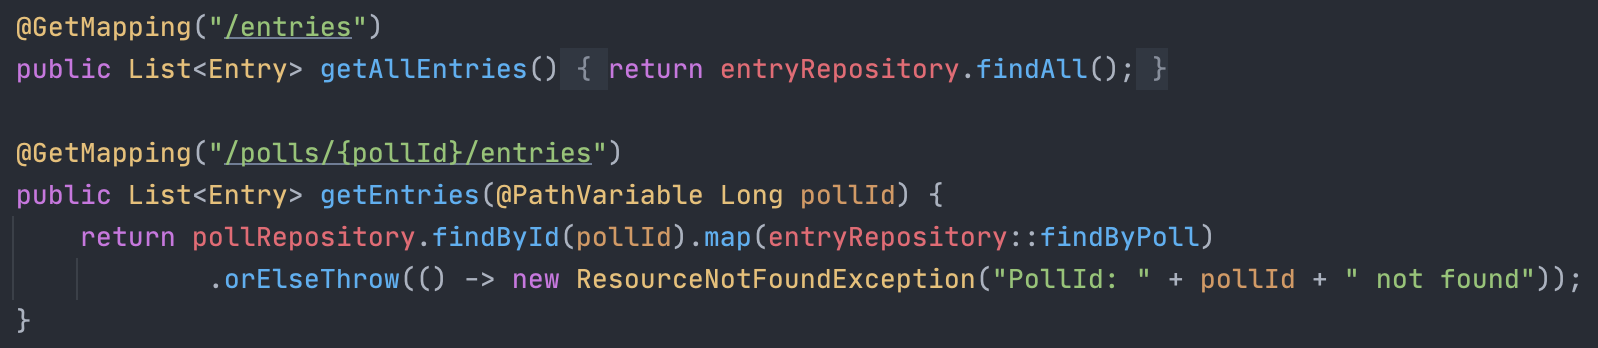 @GetMapping("/entries")
public List<Entry> getAllEntries() { return entryRepository.findAll(); }
@GetMapping("/polls/{pollId}/entries")
public List<Entry> getEntries(@PathVariable Long pollId) {
return pollRepository.findById(pollId).map(entryRepository::findByPoll)
.orElseThrow(() -> new ResourceNotFoundException("PollId: " + pollId + " not found"));
}